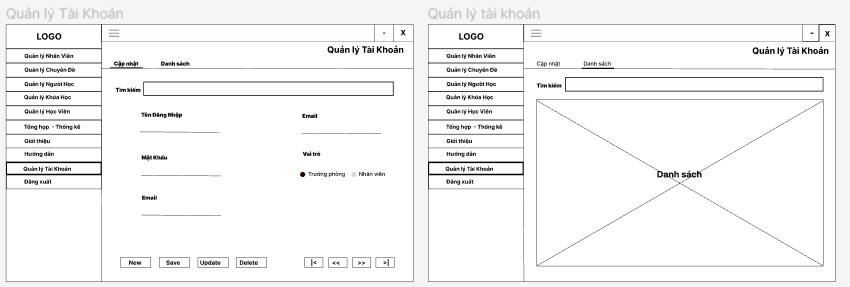 Quản lý Tài Khoản
LOGO
- X
Quản lý Tài Khoản
Quản lý Nhân Viên
Quản lý Chuyên Đề
Quản lý Người Học
Quản lý Khóa Học
Quản lý Học Viên
Tổng hợp - Thống kê
Giới thiệu
Hướng dẫn
Quản lý Tài Khoản
Đăng xuất
Cập nhật Danh sách
Tìm kiếm
Tên Đăng Nhập
Email
Mật Khẩu
Vai trò
Trưởng phòng Nhân viên
Email
New Save Update Delete |< << >> >|
Quản lý tài khoản
LOGO
- X
Quản lý Tài Khoản
Quản lý Nhân Viên
Quản lý Chuyên Đề
Quản lý Người Học
Quản lý Khóa Học
Quản lý Học Viên
Tổng hợp - Thống kê
Giới thiệu
Hướng dẫn
Quản lý Tài Khoản
Đăng xuất
Cập nhật Danh sách
Tìm kiếm
Danh sách